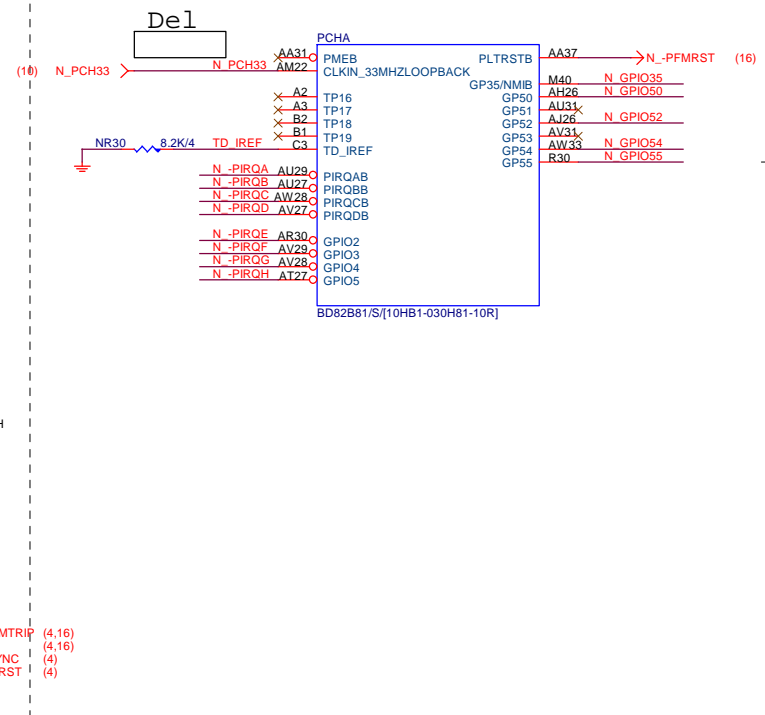 Del
PCHA
AA31 PMEB PLTRSTB AA37 N_-PFMRST (16)
(10) N_PCH33 N_PCH33 AM22 CLKIN_33MHZLOOPBACK
GP35/NMIB M40 N_GPIO35
A2 TP16 GP50 AH26 N_GPIO50
A3 TP17 GP51 AU31
B2 TP18 GP52 AJ26 N_GPIO52
B1 TP19 GP53 AV31
NR30 8.2K/4 TD_IREF C3 TD_IREF GP54 AW33 N_GPIO54
GP55 R30 N_GPIO55
N_-PIRQA AU29 PIRQAB
N_-PIRQB AU27 PIRQBB
N_-PIRQC AW28 PIRQCB
N_-PIRQD AV27 PIRQDB
N_-PIRQE AR30 GPIO2
N_-PIRQF AV29 GPIO3
N_-PIRQG AV28 GPIO4
N_-PIRQH AT27 GPIO5
BD82B81/S/[10HB1-030H81-10R]
H
MTRIP (4,16)
(4,16)
YNC (4)
RST (4)